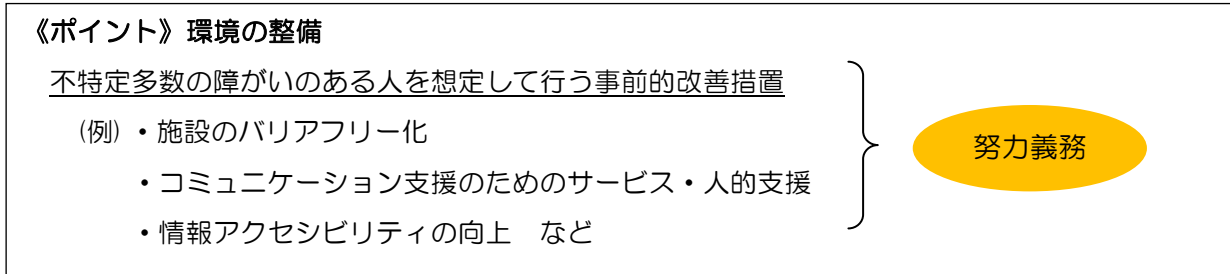 《ポイント》環境の整備
不特定多数の障がいのある人を想定して行う事前的改善措置
(例)・施設のバリアフリー化
・コミュニケーション支援のためのサービス・人的支援
・情報アクセシビリティの向上　など
努力義務